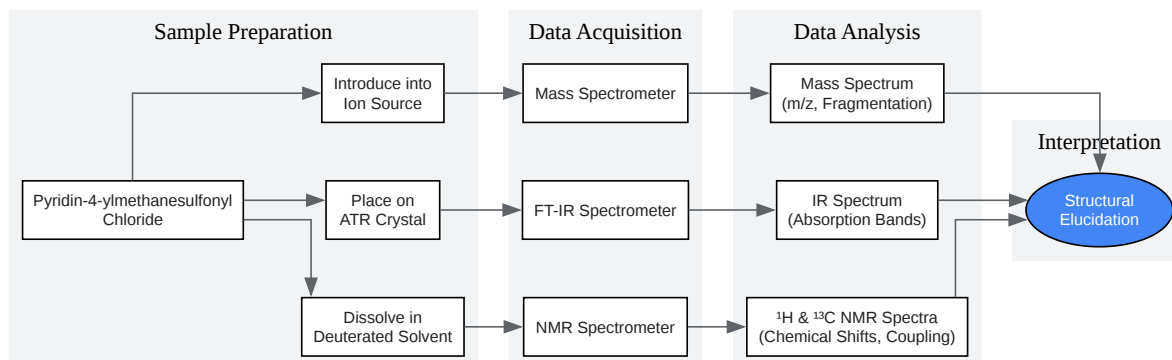 Sample Preparation
Data Acquisition
Data Analysis
Introduce into
Ion Source
Mass Spectrometer
Mass Spectrum
(m/z, Fragmentation)
Interpretation
Pyridin-4-ylmethanesulfonyl
Chloride
Place on
ATR Crystal
FT-IR Spectrometer
IR Spectrum
(Absorption Bands)
Structural
Elucidation
Dissolve in
Deuterated Solvent
NMR Spectrometer
¹H & ¹³C NMR Spectra
(Chemical Shifts, Coupling)